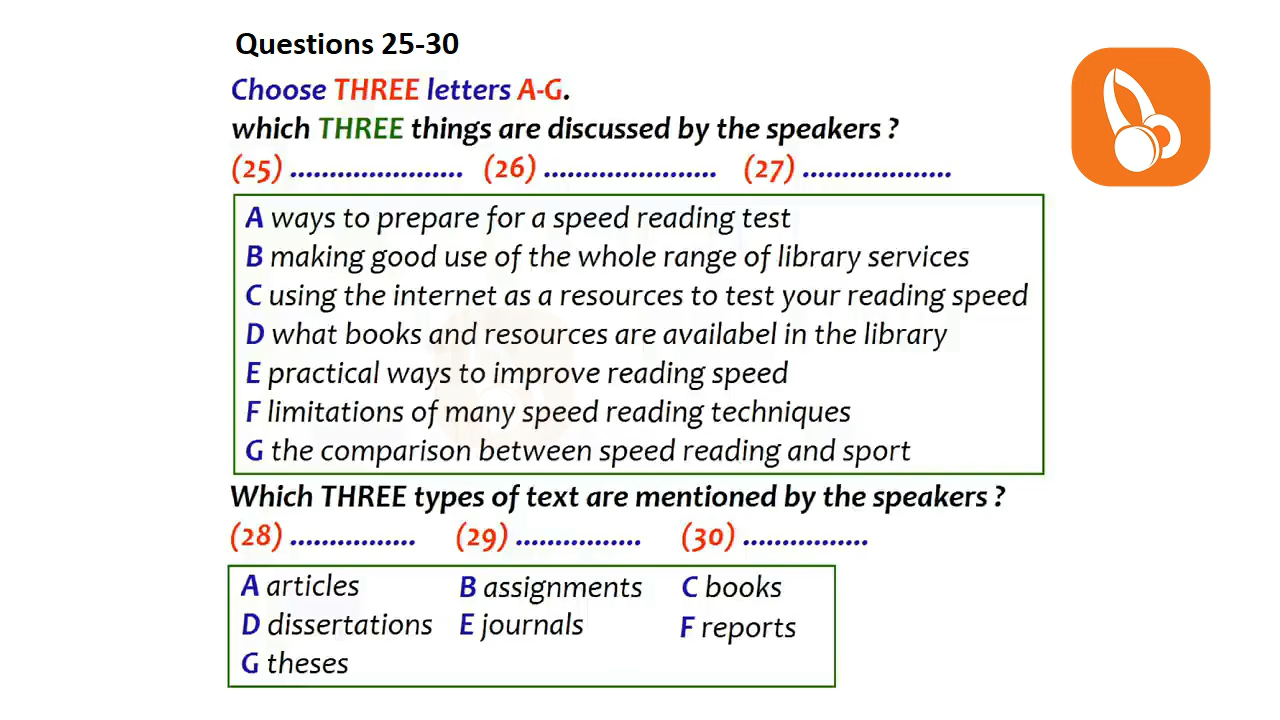 Questions 25-30
Choose THREE letters A-G.
which THREE things are discussed by the speakers ?
(25) ...................... (26) ...................... (27) ...................
A ways to prepare for a speed reading test
B making good use of the whole range of library services
C using the internet as a resources to test your reading speed
D what books and resources are availabel in the library
E practical ways to improve reading speed
F limitations of many speed reading techniques
G the comparison between speed reading and sport
Which THREE types of text are mentioned by the speakers ?
(28) ................ (29) ................ (30) ................
A articles B assignments C books
D dissertations E journals F reports
G theses